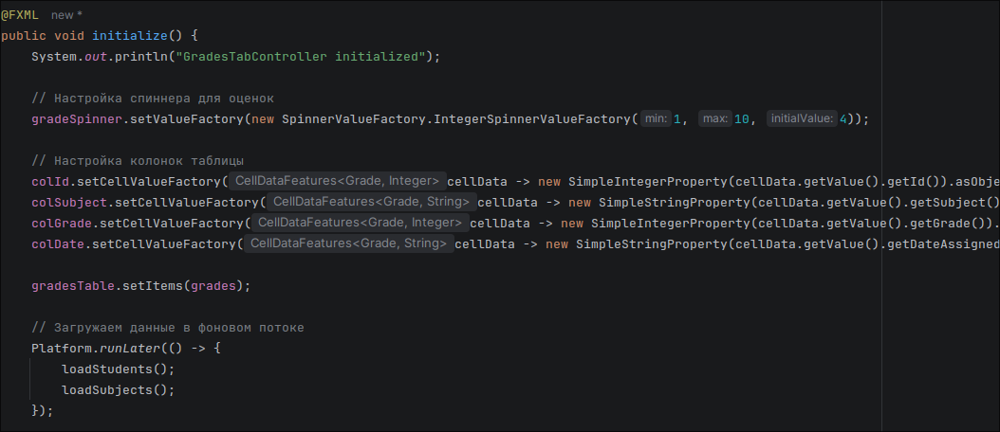 @FXML new *
public void initialize() {
System.out.println("GradesTabController initialized");
// Настройка спиннера для оценок
gradeSpinner.setValueFactory(new SpinnerValueFactory.IntegerSpinnerValueFactory( min: 1, max: 10, initialValue: 4));
// Настройка колонок таблицы
colId.setCellValueFactory( CellDataFeatures<Grade, Integer> cellData -> new SimpleIntegerProperty(cellData.getValue().getId()).asObje
colSubject.setCellValueFactory( CellDataFeatures<Grade, String> cellData -> new SimpleStringProperty(cellData.getValue().getSubject()
colGrade.setCellValueFactory( CellDataFeatures<Grade, Integer> cellData -> new SimpleIntegerProperty(cellData.getValue().getGrade()).
colDate.setCellValueFactory( CellDataFeatures<Grade, String> cellData -> new SimpleStringProperty(cellData.getValue().getDateAssigned
gradesTable.setItems(grades);
// Загружаем данные в фоновом потоке
Platform.runLater(() -> {
loadStudents();
loadSubjects();
});